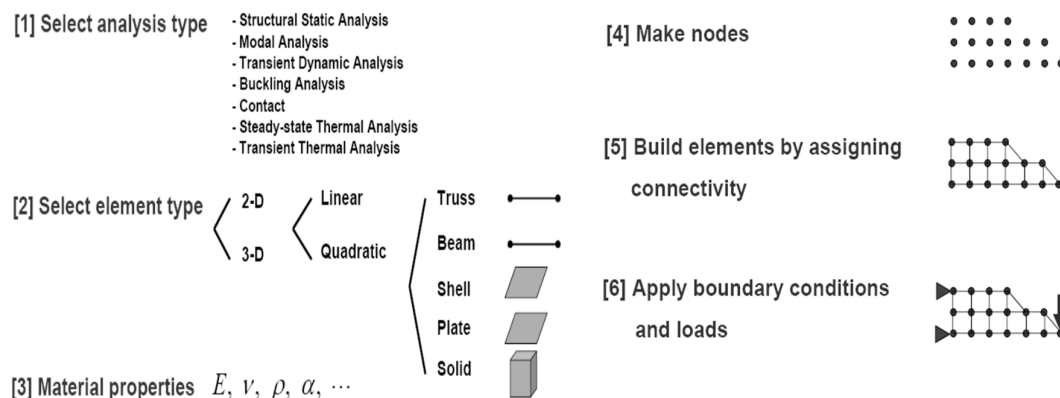 [1] Select analysis type
- Structural Static Analysis
- Modal Analysis
- Transient Dynamic Analysis
- Buckling Analysis
- Contact
- Steady-state Thermal Analysis
- Transient Thermal Analysis
[2] Select element type
2-D
3-D
Linear
Quadratic
Truss
Beam
Shell
Plate
Solid
[3] Material properties E, ν, ρ, α, ⋯
[4] Make nodes
[5] Build elements by assigning
connectivity
[6] Apply boundary conditions
and loads